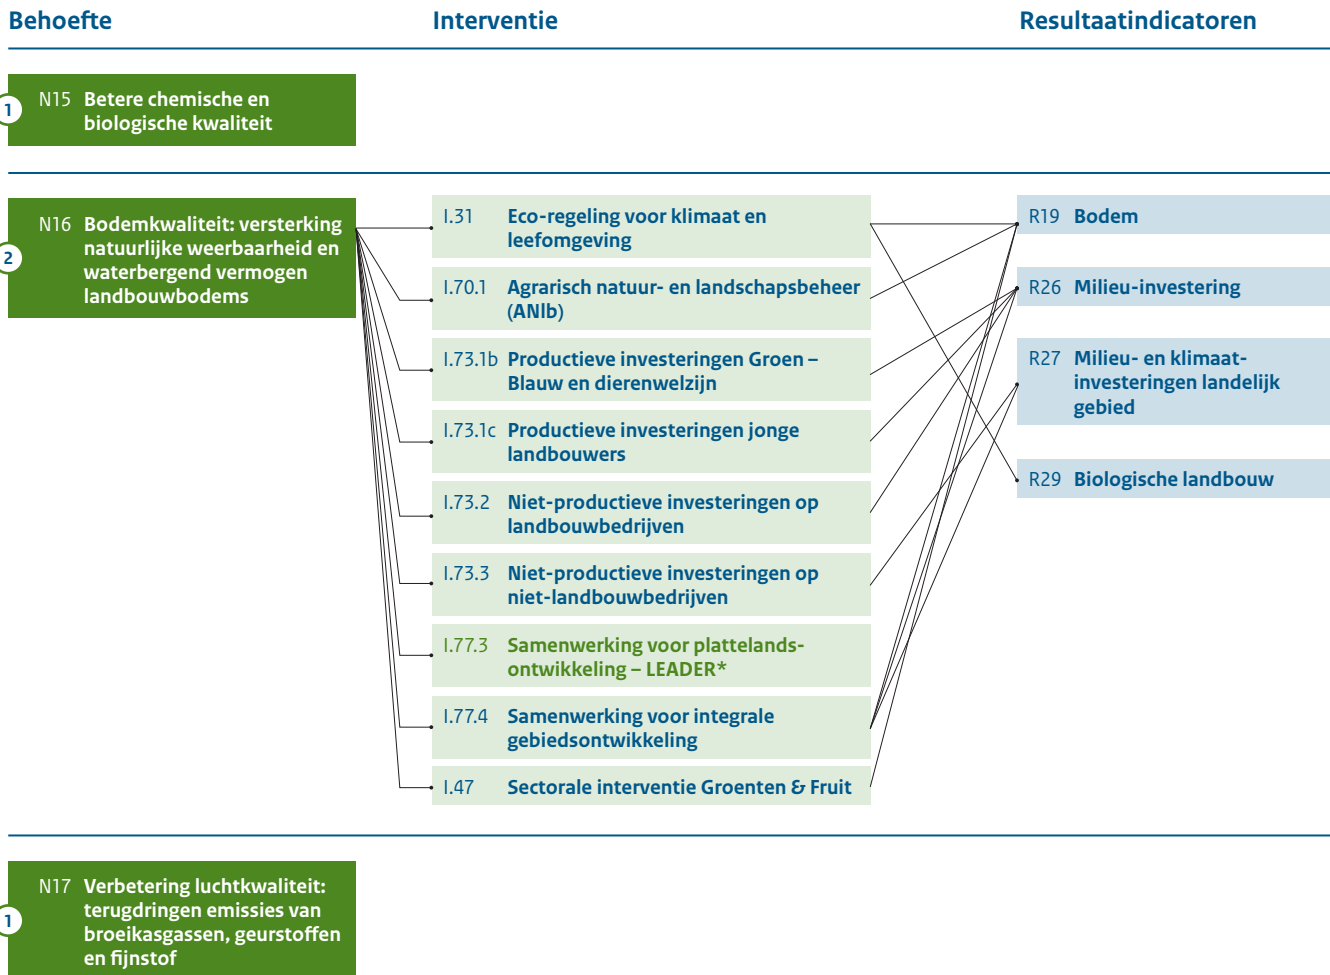 Behoefte Interventie Resultaatindicatoren
1 N15 Betere chemische en
biologische kwaliteit
2 N16 Bodemkwaliteit: versterking
natuurlijke weerbaarheid en
waterbergend vermogen
landbouwbodems
I.31 Eco-regeling voor klimaat en
leefomgeving
I.70.1 Agrarisch natuur- en landschapsbeheer
(ANlb)
I.73.1b Productieve investeringen Groen –
Blauw en dierenwelzijn
I.73.1c Productieve investeringen jonge
landbouwers
I.73.2 Niet-productieve investeringen op
landbouwbedrijven
I.73.3 Niet-productieve investeringen op
niet-landbouwbedrijven
I.77.3 Samenwerking voor plattelands-
ontwikkeling – LEADER*
I.77.4 Samenwerking voor integrale
gebiedsontwikkeling
I.47 Sectorale interventie Groenten & Fruit
R19 Bodem
R26 Milieu-investering
R27 Milieu- en klimaat-
investeringen landelijk
gebied
R29 Biologische landbouw
1 N17 Verbetering luchtkwaliteit:
terugdringen emissies van
broeikasgassen, geurstoffen
en fijnstof